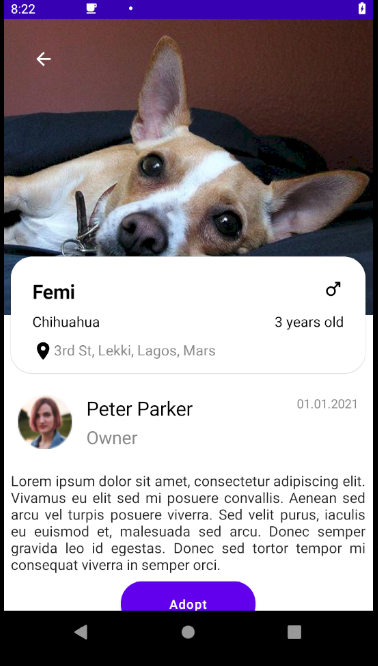 8:22
Femi
Chihuahua
3 years old
3rd St, Lekki, Lagos, Mars
Peter Parker
01.01.2021
Owner
Lorem ipsum dolor sit amet, consectetur adipiscing elit.
Vivamus eu elit sed mi posuere convallis. Aenean sed
arcu vel turpis posuere viverra. Sed velit purus, iaculis
eu euismod et, malesuada sed arcu. Donec semper
gravida leo id egestas. Donec sed tortor tempor mi
consequat viverra in semper orci.
Adopt